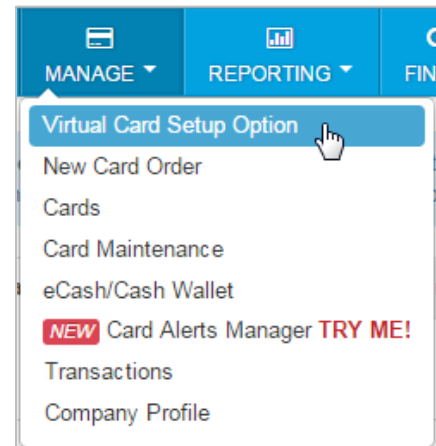 MANAGE REPORTING FIN
Virtual Card Setup Option
New Card Order
Cards
Card Maintenance
eCash/Cash Wallet
NEW Card Alerts Manager TRY ME!
Transactions
Company Profile